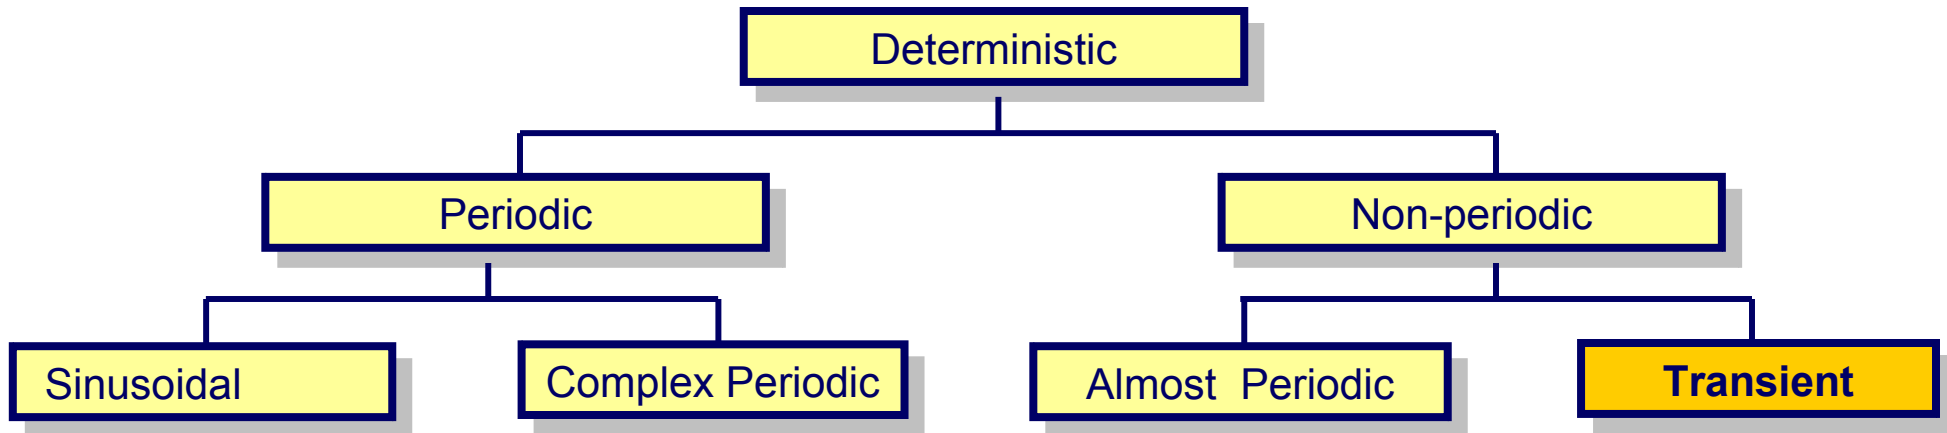 Deterministic
Periodic
Non-periodic
Sinusoidal
Complex Periodic
Almost Periodic
Transient